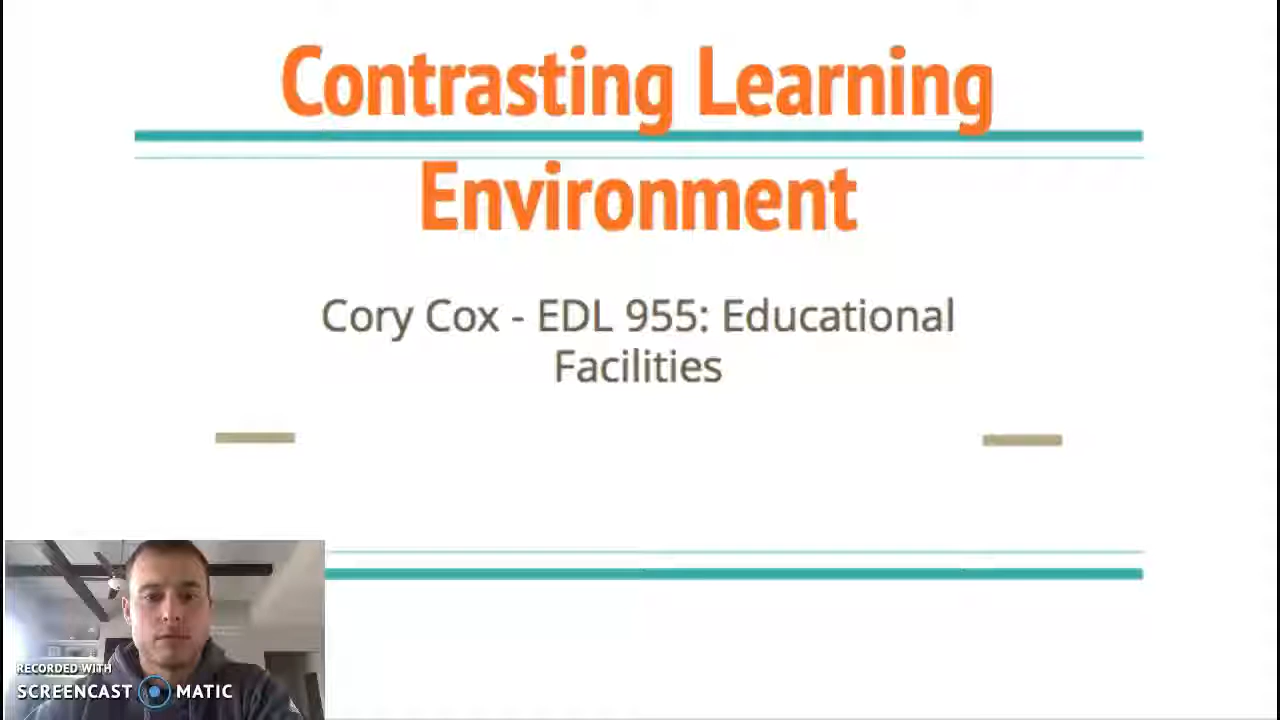 Contrasting Learning
Environment
Cory Cox - EDL 955: Educational
Facilities
RECORDED WITH
SCREENCAST MATIC